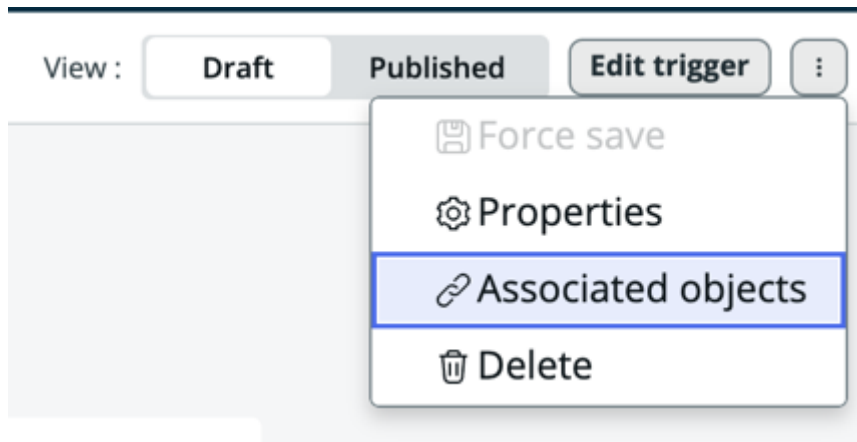 View : Draft Published Edit trigger
Force save
Properties
Associated objects
Delete